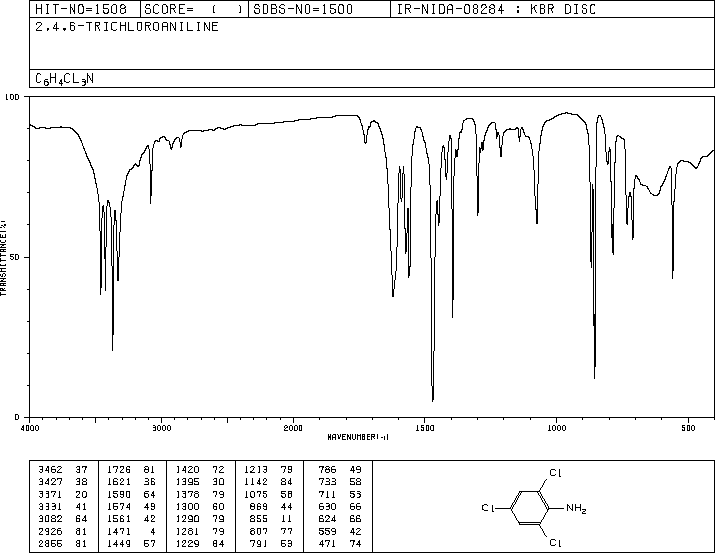 HIT-NO=1508 SCORE= ( ) SDBS-NO=1500 IR-NIDA-08284 : KBR DISC
2,4,6-TRICHLOROANILINE
C6H4CL3N
100
50
0
TRANSMITTANCE(%)
4000 3000 2000 1500 1000 500
WAVENUMBER(-1)
3462 37 1726 81 1420 72 1213 79 786 49
3427 38 1621 36 1395 30 1142 84 733 58
3371 20 1590 64 1378 79 1075 58 711 53
3331 41 1574 49 1300 60 869 44 630 66
3082 64 1561 42 1290 79 855 11 624 66
2926 81 1471 4 1281 79 807 77 559 42
2866 81 1449 57 1229 84 791 59 471 74
Cl
Cl NH2
Cl